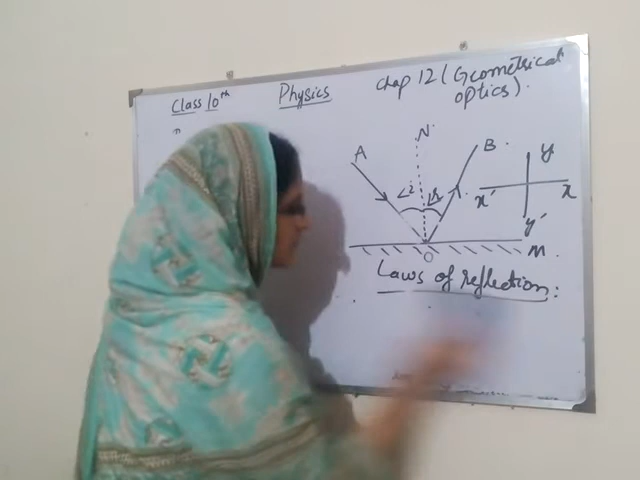 Class 10th
Physics
Chap 12 (Geometrical
optics).
N
A
B
∠i
∠r
y
x'
x
y'
O
M
Laws of reflection: